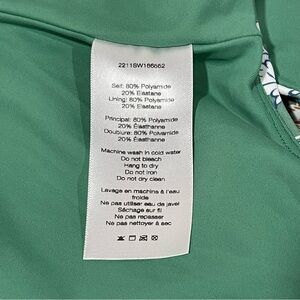 2211SW166552
Self: 80% Polyamide
20% Elastane
Lining: 80% Polyamide
20% Elastane
Principal: 80% Polyamide
20% Élasthanne
Doublure: 80% Polyamide
20% Élasthanne
Machine wash in cold water
Do not bleach
Hang to dry
Do not iron
Do not dry clean
Lavage en machine à l'eau
froide
Ne pas utiliser eau de javel
Séchage sur fil
Ne pas repasser
Ne pas nettoyer à sec